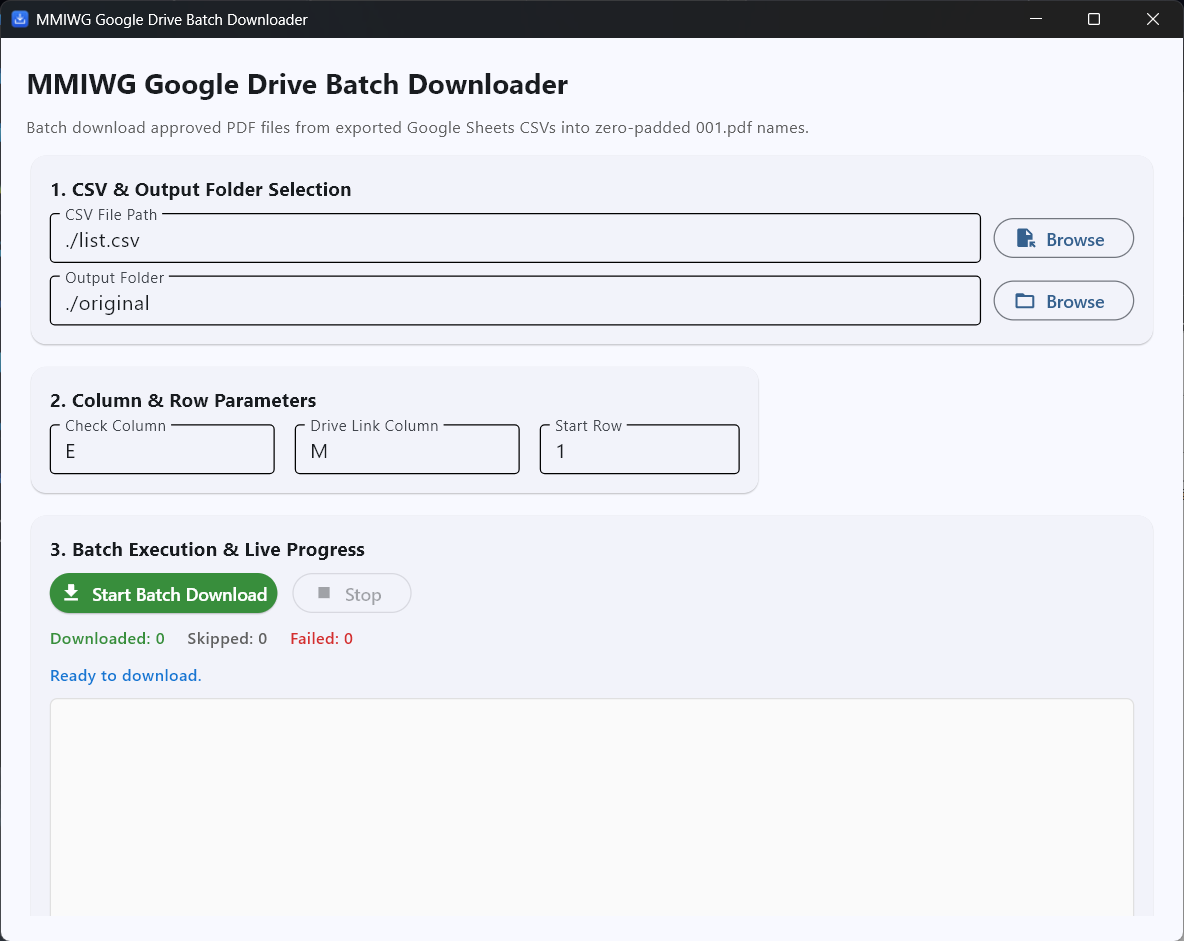 MMIWG Google Drive Batch Downloader
MMIWG Google Drive Batch Downloader
Batch download approved PDF files from exported Google Sheets CSVs into zero-padded 001.pdf names.
1. CSV & Output Folder Selection
CSV File Path
./list.csv
Browse
Output Folder
./original
Browse
2. Column & Row Parameters
Check Column
E
Drive Link Column
M
Start Row
1
3. Batch Execution & Live Progress
Start Batch Download
Stop
Downloaded: 0 Skipped: 0 Failed: 0
Ready to download.